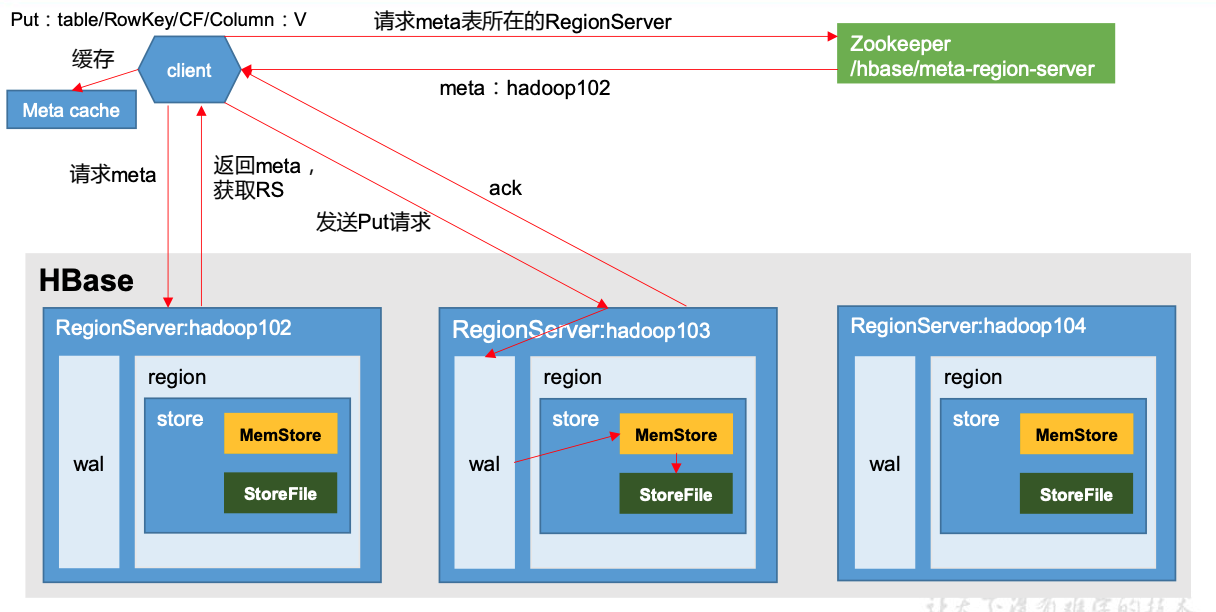 Put：table/RowKey/CF/Column：V
请求meta表所在的RegionServer
Zookeeper
/hbase/meta-region-server
缓存
client
meta：hadoop102
Meta cache
请求meta
返回meta，
获取RS
ack
发送Put请求
HBase
RegionServer:hadoop102
wal
region
store
MemStore
StoreFile
RegionServer:hadoop103
wal
region
store
MemStore
StoreFile
RegionServer:hadoop104
wal
region
store
MemStore
StoreFile